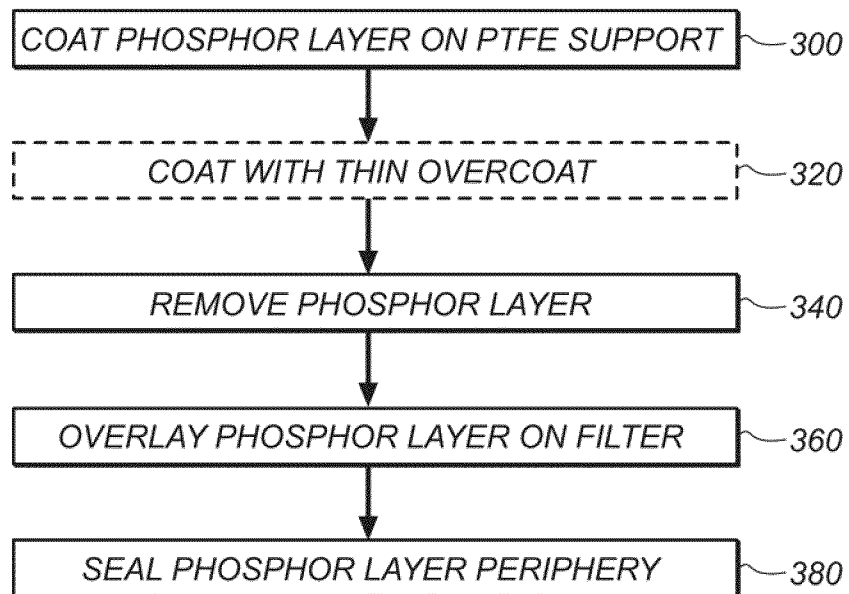 COAT PHOSPHOR LAYER ON PTFE SUPPORT 300
COAT WITH THIN OVERCOAT 320
REMOVE PHOSPHOR LAYER 340
OVERLAY PHOSPHOR LAYER ON FILTER 360
SEAL PHOSPHOR LAYER PERIPHERY 380